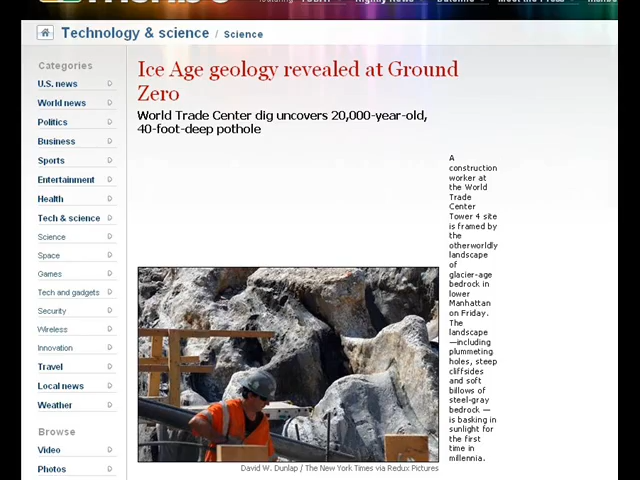 Technology & science / Science
Categories
U.S. news
World news
Politics
Business
Sports
Entertainment
Health
Tech & science
Science
Space
Games
Tech and gadgets
Security
Wireless
Innovation
Travel
Local news
Weather
Browse
Video
Photos
Ice Age geology revealed at Ground
Zero
World Trade Center dig uncovers 20,000-year-old,
40-foot-deep pothole
A
construction
worker at
the World
Trade
Center
Tower 4 site
is framed by
the
otherworldly
landscape
of
glacier-age
bedrock in
lower
Manhattan
on Friday.
The
landscape
—including
plummeting
holes, steep
cliffsides
and soft
billows of
steel-gray
bedrock —
is basking in
sunlight for
the first
time in
millennia.
David W. Dunlap / The New York Times via Redux Pictures